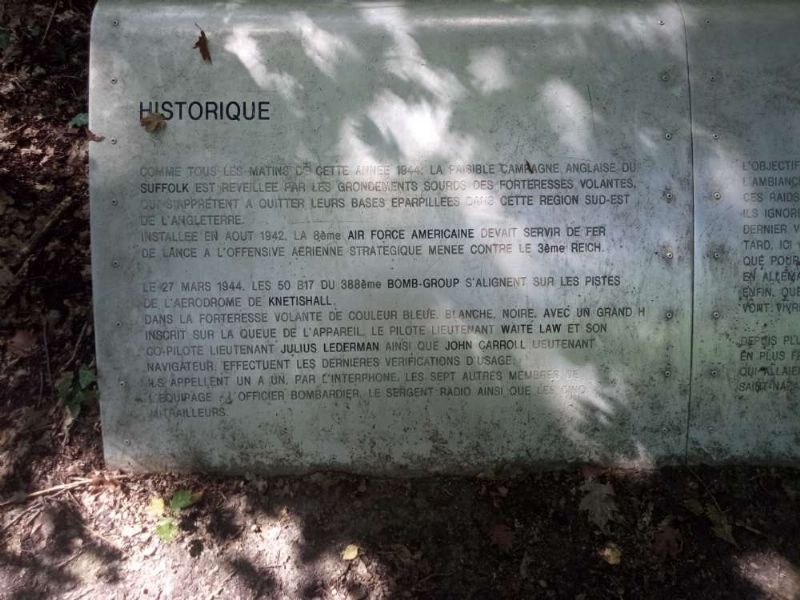 HISTORIQUE
COMME TOUS LES MATINS DE CETTE ANNEE 1944, LA PAISIBLE CAMPAGNE ANGLAISE DU
SUFFOLK EST REVEILLEE PAR LES GRONDEMENTS SOURDS DES FORTERESSES VOLANTES,
QUI S'APPRÉTENT A QUITTER LEURS BASES EPARPILLEES DANS CETTE REGION SUD-EST
DE L'ANGLETERRE.
INSTALLEE EN AOUT 1942, LA 8ème AIR FORCE AMERICAINE DEVAIT SERVIR DE FER
DE LANCE A L'OFFENSIVE AÉRIENNE STRATEGIQUE MENEE CONTRE LE 3ème REICH.
LE 27 MARS 1944, LES 50 B17 DU 388ème BOMB-GROUP S'ALIGNENT SUR LES PISTES
DE L'AERODROME DE KNETISHALL.
DANS LA FORTERESSE VOLANTE DE COULEUR BLEUE, BLANCHE, NOIRE, AVEC UN GRAND H
INSCRIT SUR LA QUEUE DE L'APPAREIL, LE PILOTE LIEUTENANT WAITE LAW ET SON
CO-PILOTE LIEUTENANT JULIUS LEDERMAN AINSI QUE JOHN CARROLL LIEUTENANT
NAVIGATEUR, EFFECTUENT LES DERNIERES VERIFICATIONS D'USAGE.
ILS APPELLENT UN A UN, PAR L'INTERPHONE, LES SEPT AUTRES MEMBRES DE
L'EQUIPAGE : L'OFFICIER BOMBARDIER, LE SERGENT RADIO AINSI QUE LES CINQ
MITRAILLEURS.
L'OBJECTIF
L'AMBIANC
CES RAIDS
ILS IGNORE
DERNIER V
TARD, ICI
QUE POUR
EN ALLEMA
ENFIN, QUE
VONT VIVR
DEPUIS PLU
EN PLUS F
QUI ALLAIE
SAINT-NAZA